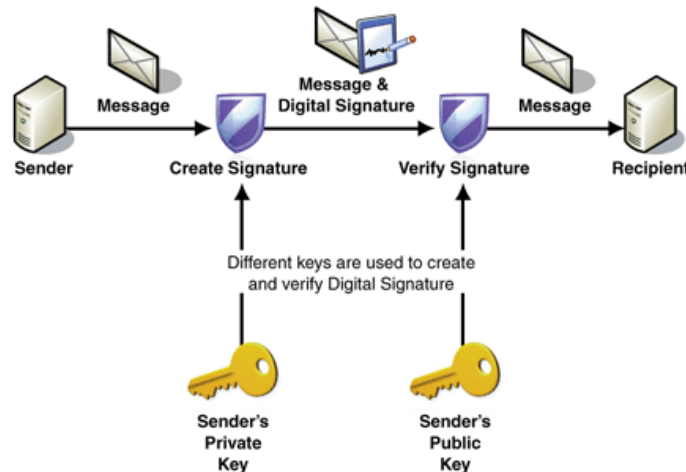 Message
Message &
Digital Signature
Message
Sender
Create Signature
Verify Signature
Recipient
Different keys are used to create
and verify Digital Signature
Sender's
Private
Key
Sender's
Public
Key